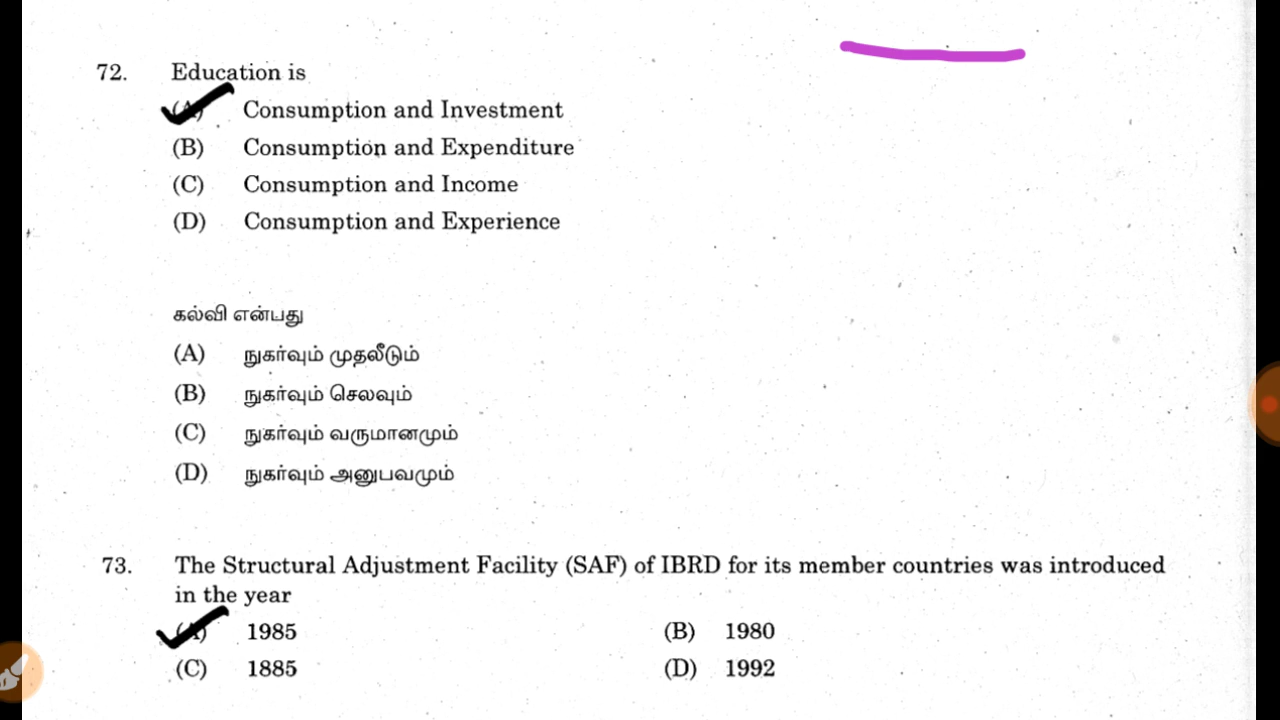 72. Education is
(A) Consumption and Investment
(B) Consumption and Expenditure
(C) Consumption and Income
(D) Consumption and Experience
கல்வி என்பது
(A) நுகர்வும் முதலீடும்
(B) நுகர்வும் செலவும்
(C) நுகர்வும் வருமானமும்
(D) நுகர்வும் அனுபவமும்
73. The Structural Adjustment Facility (SAF) of IBRD for its member countries was introduced
in the year
(A) 1985 (B) 1980
(C) 1885 (D) 1992